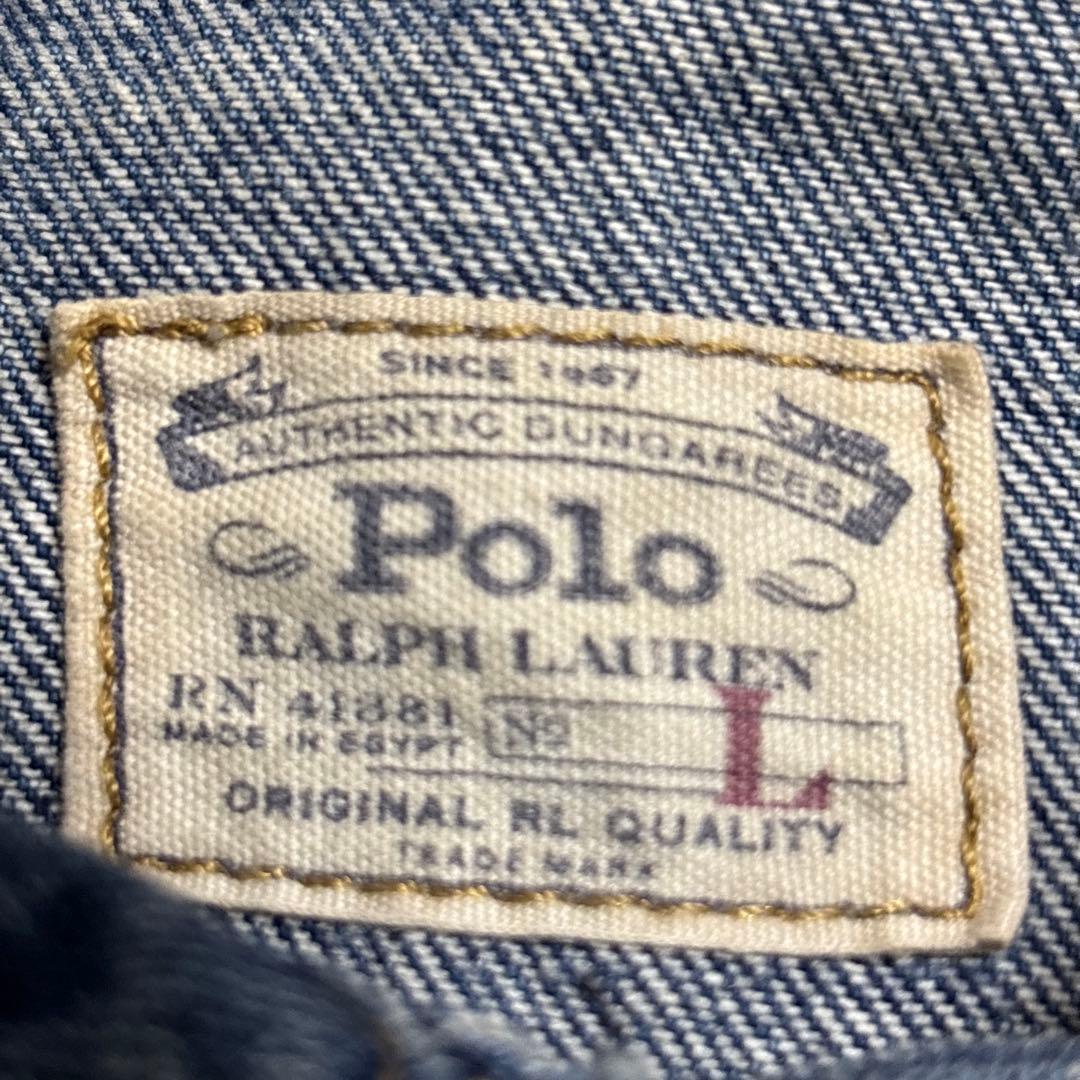 SINCE 1967
AUTHENTIC DUNGAREES
Polo
RALPH LAUREN
RN 41381
MADE IN EGYPT
No L
ORIGINAL RL QUALITY
TRADE MARK